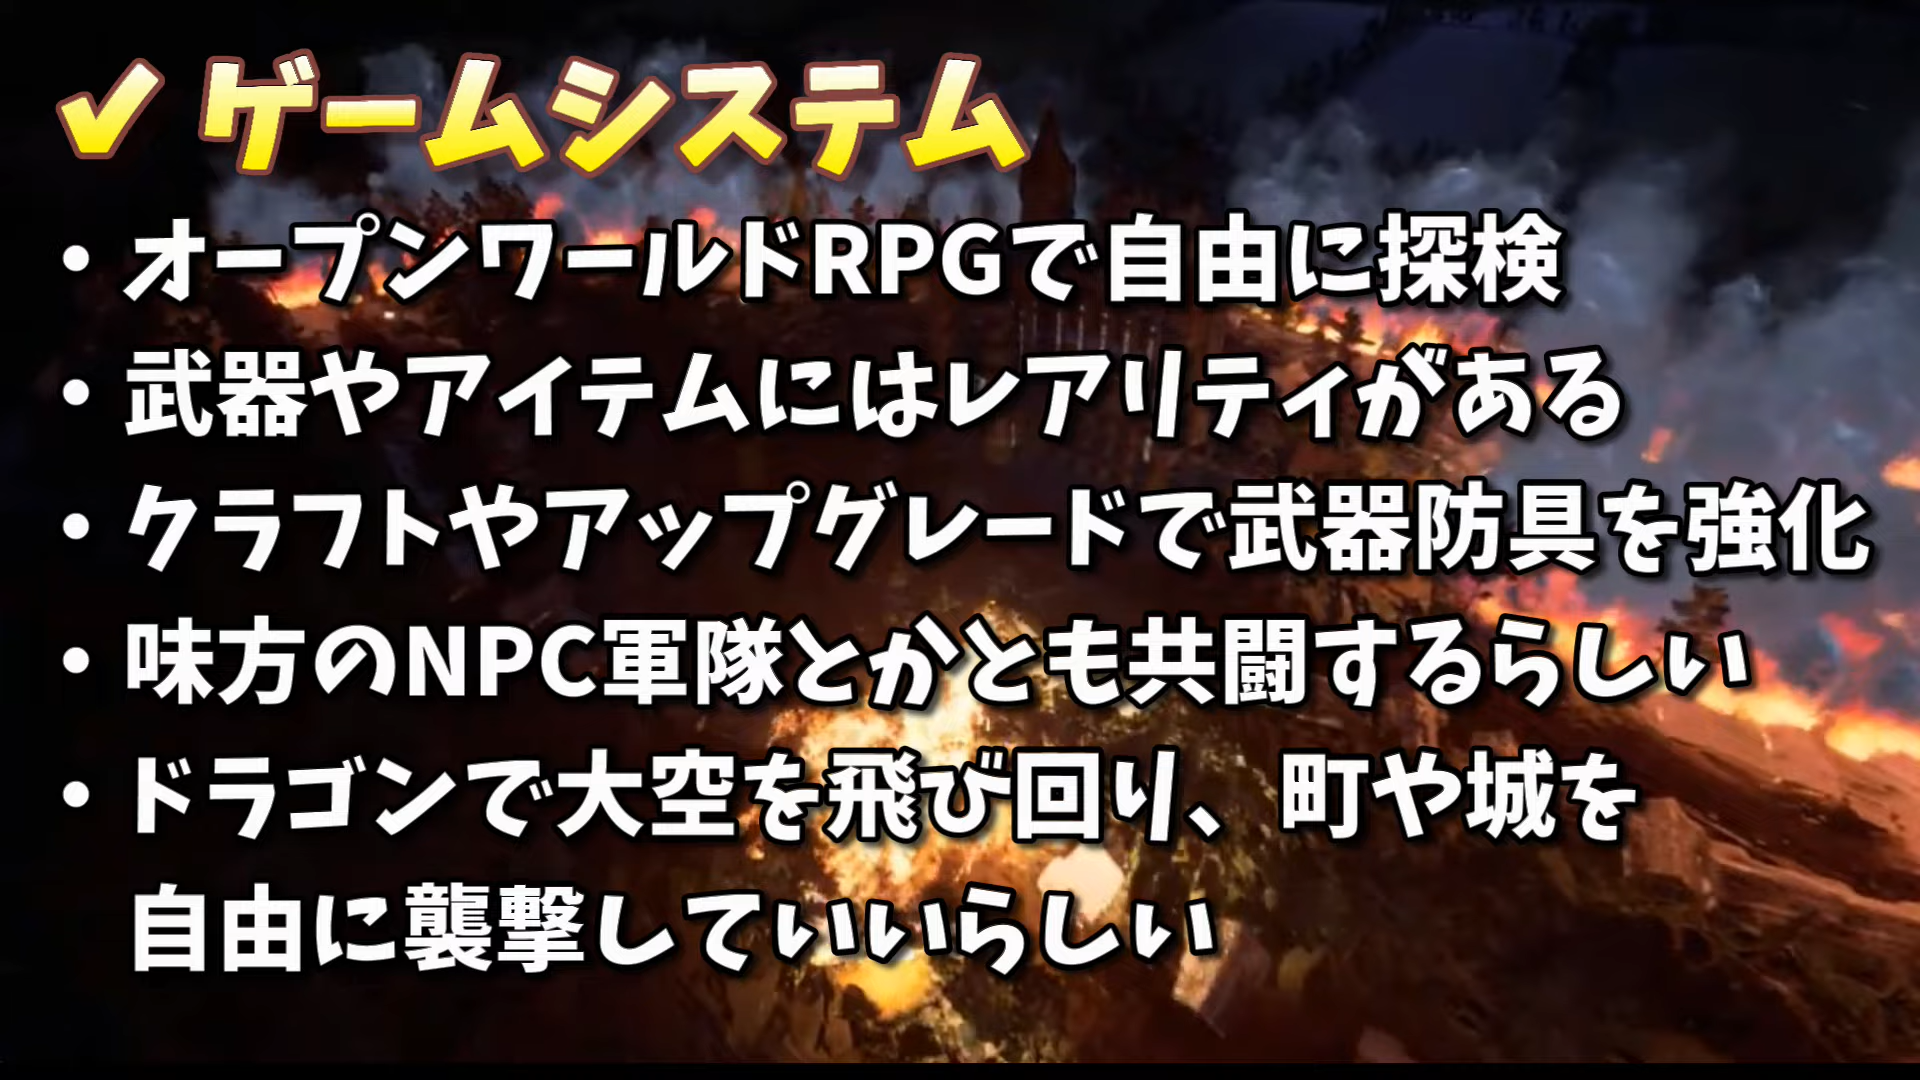 ✓ ゲームシステム
・オープンワールドRPGで自由に探検
・武器やアイテムにはレアリティがある
・クラフトやアップグレードで武器防具を強化
・味方のNPC軍隊とかとも共闘するらしい
・ドラゴンで大空を飛び回り、町や城を
自由に襲撃していいらしい